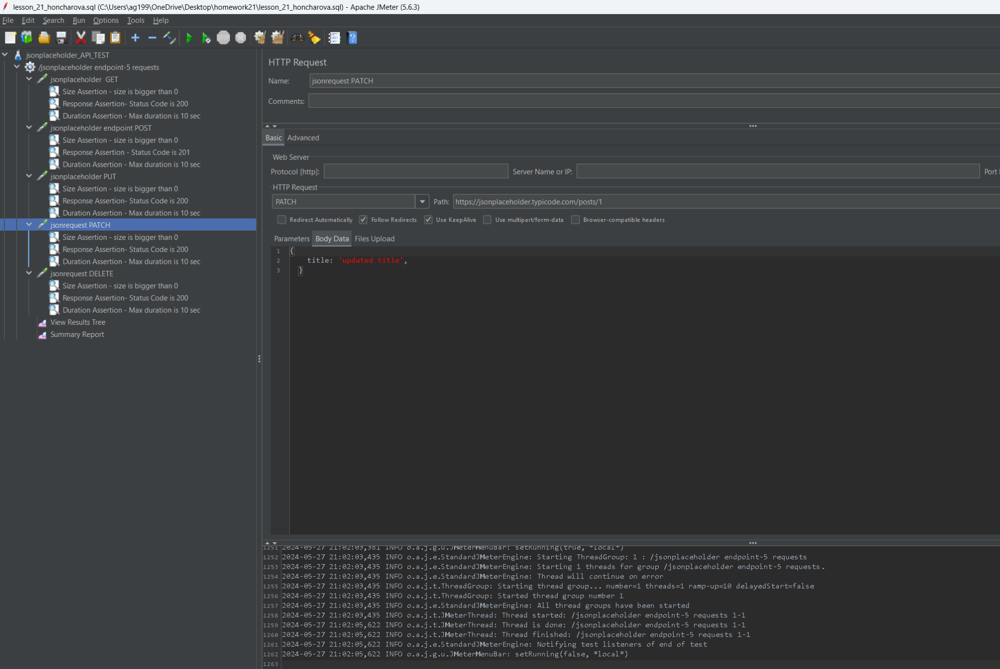 lesson_21_honcharova.sql (C:\Users\ag199\OneDrive\Desktop\homework21\lesson_21_honcharova.sql) - Apache JMeter (5.6.3)
File Edit Search Run Options Tools Help
STOP
jsonplaceholder_API_TEST
/jsonplaceholder endpoint-5 requests
jsonplaceholder  GET
Size Assertion - size is bigger than 0
Response Assertion- Status Code is 200
Duration Assertion - Max duration is 10 sec
jsonplaceholder endpoint POST
Size Assertion - size is bigger than 0
Response Assertion - Status Code is 201
Duration Assertion - Max duration is 10 sec
jsonplaceholder PUT
Size Assertion - size is bigger than 0
Response Assertion- Status Code is 200
Duration Assertion - Max duration is 10 sec
jsonrequest PATCH
Size Assertion - size is bigger than 0
Response Assertion- Status Code is 200
Duration Assertion - Max duration is 10 sec
jsonrequest DELETE
Size Assertion - size is bigger than 0
Response Assertion- Status Code is 200
Duration Assertion - Max duration is 10 sec
View Results Tree
Summary Report
HTTP Request
Name: jsonrequest PATCH
Comments:
Basic Advanced
Web Server
Protocol [http]: Server Name or IP: Port
HTTP Request
PATCH Path: https://jsonplaceholder.typicode.com/posts/1
Redirect Automatically Follow Redirects Use KeepAlive Use multipart/form-data Browser-compatible headers
Parameters Body Data Files Upload
1 {
2 title: 'updated title',
3 }
1251 2024-05-27 21:02:03,381 INFO o.a.j.g.u.JMeterMenuBar: setRunning(true, *local*)
1252 2024-05-27 21:02:03,435 INFO o.a.j.e.StandardJMeterEngine: Starting ThreadGroup: 1 : /jsonplaceholder endpoint-5 requests
1253 2024-05-27 21:02:03,435 INFO o.a.j.e.StandardJMeterEngine: Starting 1 threads for group /jsonplaceholder endpoint-5 requests.
1254 2024-05-27 21:02:03,435 INFO o.a.j.e.StandardJMeterEngine: Thread will continue on error
1255 2024-05-27 21:02:03,435 INFO o.a.j.t.ThreadGroup: Starting thread group... number=1 threads=1 ramp-up=10 delayedStart=false
1256 2024-05-27 21:02:03,435 INFO o.a.j.t.ThreadGroup: Started thread group number 1
1257 2024-05-27 21:02:03,435 INFO o.a.j.e.StandardJMeterEngine: All thread groups have been started
1258 2024-05-27 21:02:03,435 INFO o.a.j.t.JMeterThread: Thread started: /jsonplaceholder endpoint-5 requests 1-1
1259 2024-05-27 21:02:05,622 INFO o.a.j.t.JMeterThread: Thread is done: /jsonplaceholder endpoint-5 requests 1-1
1260 2024-05-27 21:02:05,622 INFO o.a.j.t.JMeterThread: Thread finished: /jsonplaceholder endpoint-5 requests 1-1
1261 2024-05-27 21:02:05,622 INFO o.a.j.e.StandardJMeterEngine: Notifying test listeners of end of test
1262 2024-05-27 21:02:05,622 INFO o.a.j.g.u.JMeterMenuBar: setRunning(false, *local*)
1263